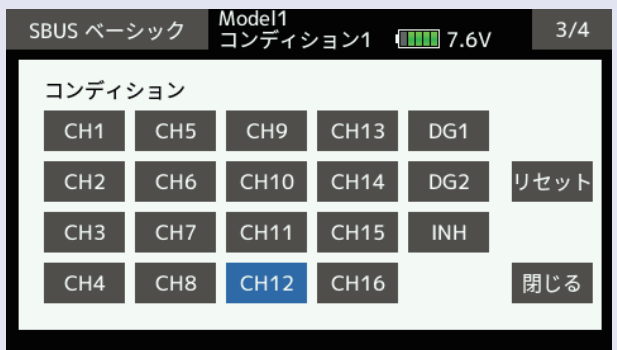 SBUS ベーシック Model1 3/4
コンディション1 7.6V
コンディション
CH1 CH5 CH9 CH13 DG1
CH2 CH6 CH10 CH14 DG2 リセット
CH3 CH7 CH11 CH15 INH
CH4 CH8 CH12 CH16 閉じる